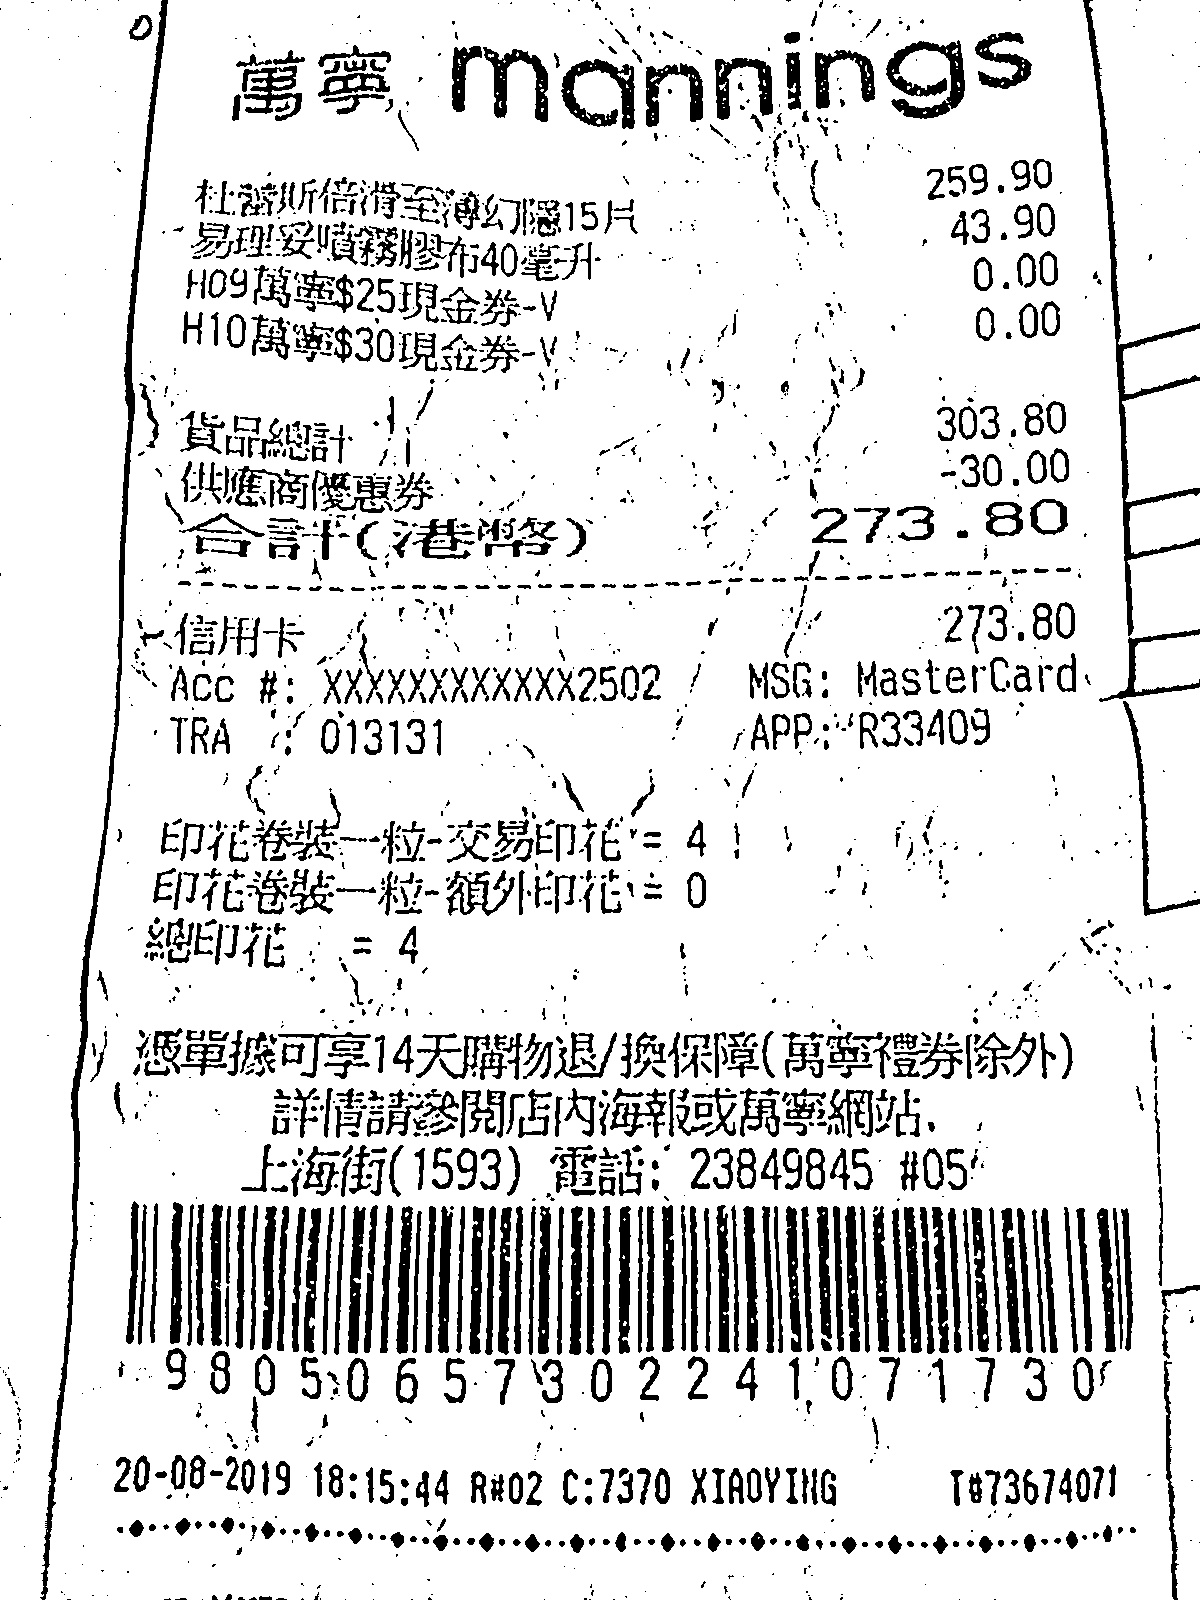 萬寧 mannings
杜蕾斯倍滑至薄幻隱15片 259.90
易理妥噴霧膠布40毫升 43.90
H09萬寧$25現金券-V 0.00
H10萬寧$30現金券-V 0.00
貨品總計 303.80
供應商優惠券 -30.00
合計(港幣) 273.80
信用卡 273.80
Acc #: XXXXXXXXXXXX2502 MSG: MasterCard
TRA : 013131 APP: R33409
印花卷裝一粒-交易印花 = 4
印花卷裝一粒-額外印花 = 0
總印花 = 4
憑單據可享14天購物退/換保障(萬寧禮券除外)
詳情請參閱店內海報或萬寧網站.
上海街(1593) 電話: 23849845 #05
98050657302241071730
20-08-2019 18:15:44 R#02 C:7370 XIAOYING T#73674071